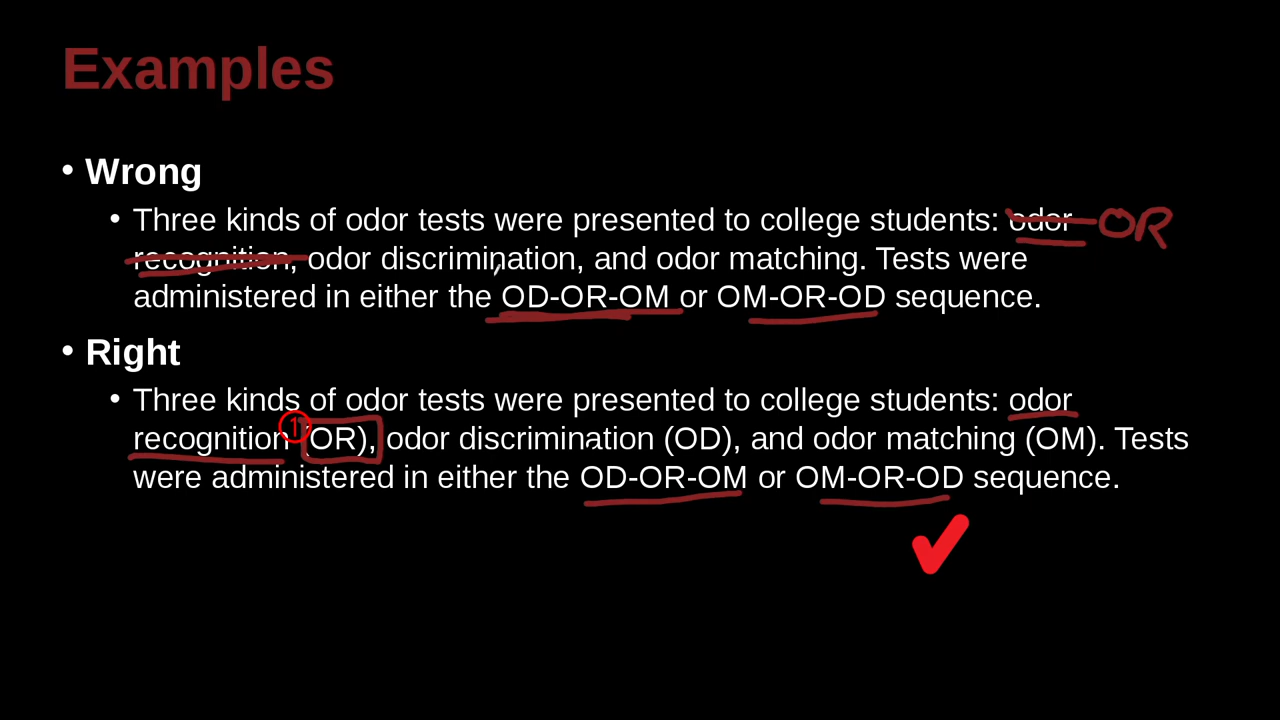 Examples
• Wrong
• Three kinds of odor tests were presented to college students: odor OR
recognition, odor discrimination, and odor matching. Tests were
administered in either the OD-OR-OM or OM-OR-OD sequence.
• Right
• Three kinds of odor tests were presented to college students: odor
recognition 1 (OR), odor discrimination (OD), and odor matching (OM). Tests
were administered in either the OD-OR-OM or OM-OR-OD sequence.